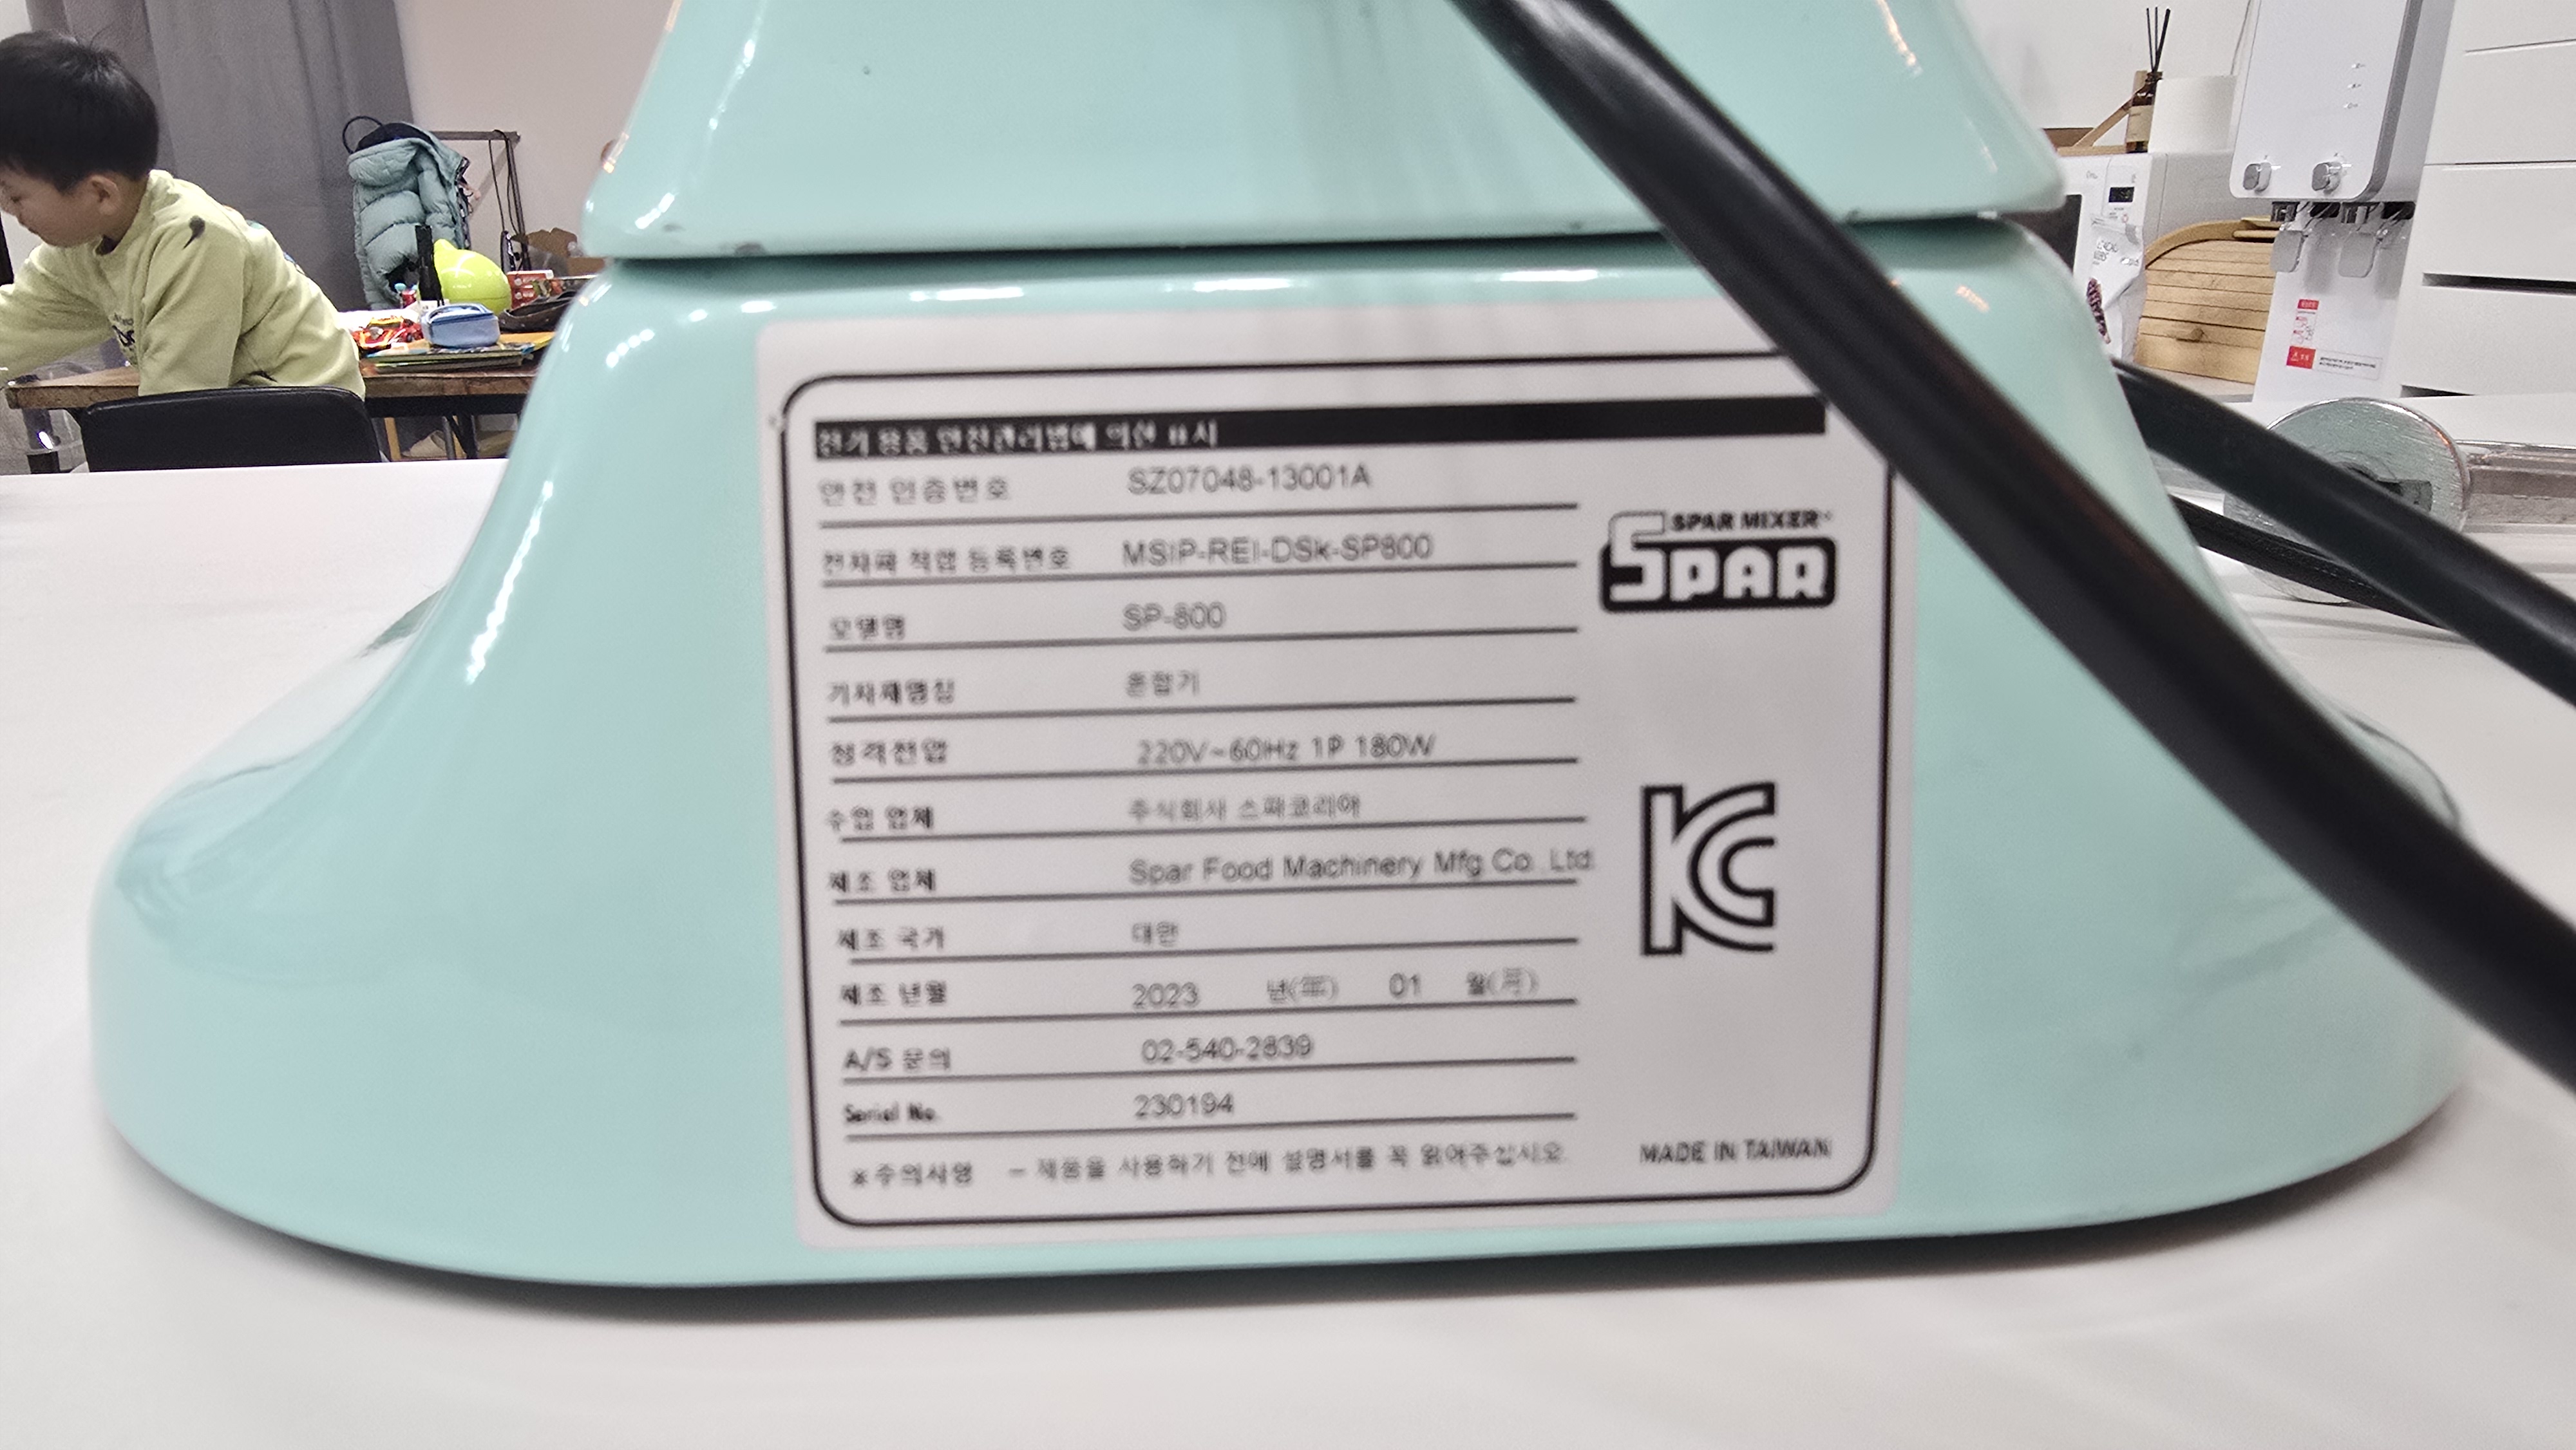 전기 용품 안전관리법에 의한 표시
안전 인증번호 SZ07048-13001A
전자파 적합 등록번호 MSIP-REI-DSK-SP800
모델명 SP-800
기자재명칭 혼합기
정격전압 220V~60Hz 1P 180W
수입 업체 주식회사 스파코리아
제조 업체 Spar Food Machinery Mfg Co. Ltd.
제조 국가 대만
제조 년월 2023 년(年) 01 월(月)
A/S 문의 02-540-2839
Serial No. 230194
※주의사항 - 제품을 사용하기 전에 설명서를 꼭 읽어주십시오.
SPAR MIXER
SPAR
KC
MADE IN TAIWAN